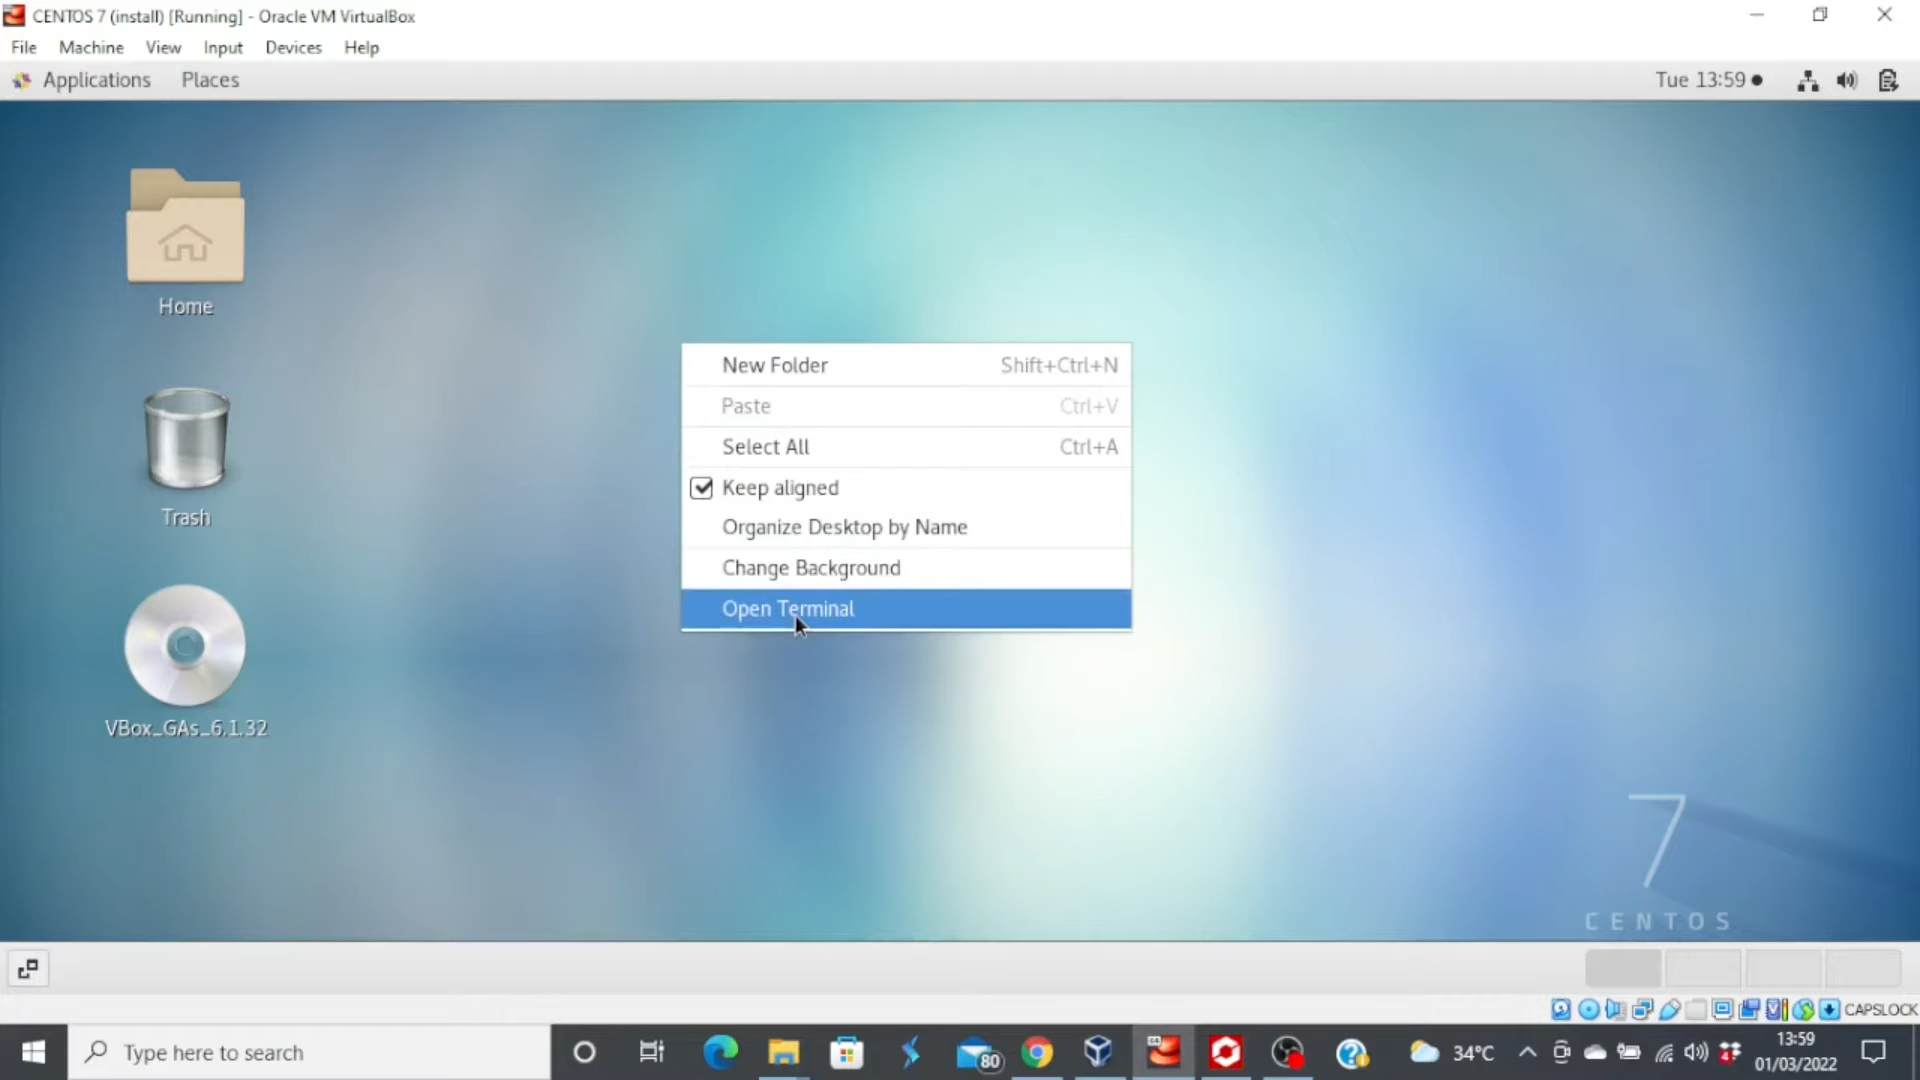 CENTOS 7 (install) [Running] - Oracle VM VirtualBox
File Machine View Input Devices Help
Applications Places Tue 13:59
Home
Trash
VBox_GAs_6.1.32
New Folder Shift+Ctrl+N
Paste Ctrl+V
Select All Ctrl+A
Keep aligned
Organize Desktop by Name
Change Background
Open Terminal
7
CENTOS
CAPSLOCK
Type here to search
80
34°C
13:59
01/03/2022